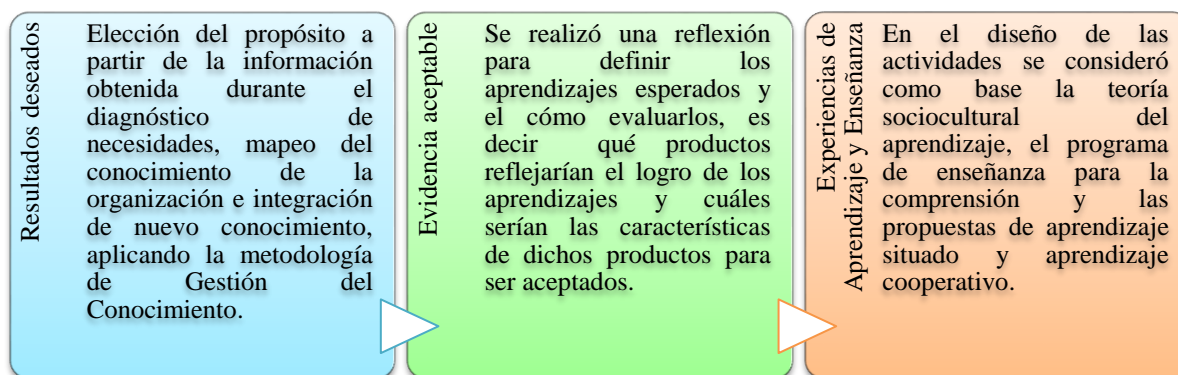 Resultados deseados
Elección del propósito a
partir de la información
obtenida durante el
diagnóstico de
necesidades, mapeo del
conocimiento de la
organización e integración
de nuevo conocimiento,
aplicando la metodología
de Gestión del
Conocimiento.
Evidencia aceptable
Se realizó una reflexión
para definir los
aprendizajes esperados y
el cómo evaluarlos, es
decir qué productos
reflejarían el logro de los
aprendizajes y cuáles
serían las características
de dichos productos para
ser aceptados.
Experiencias de
Aprendizaje y Enseñanza
En el diseño de las
actividades se consideró
como base la teoría
sociocultural del
aprendizaje, el programa
de enseñanza para la
comprensión y las
propuestas de aprendizaje
situado y aprendizaje
cooperativo.